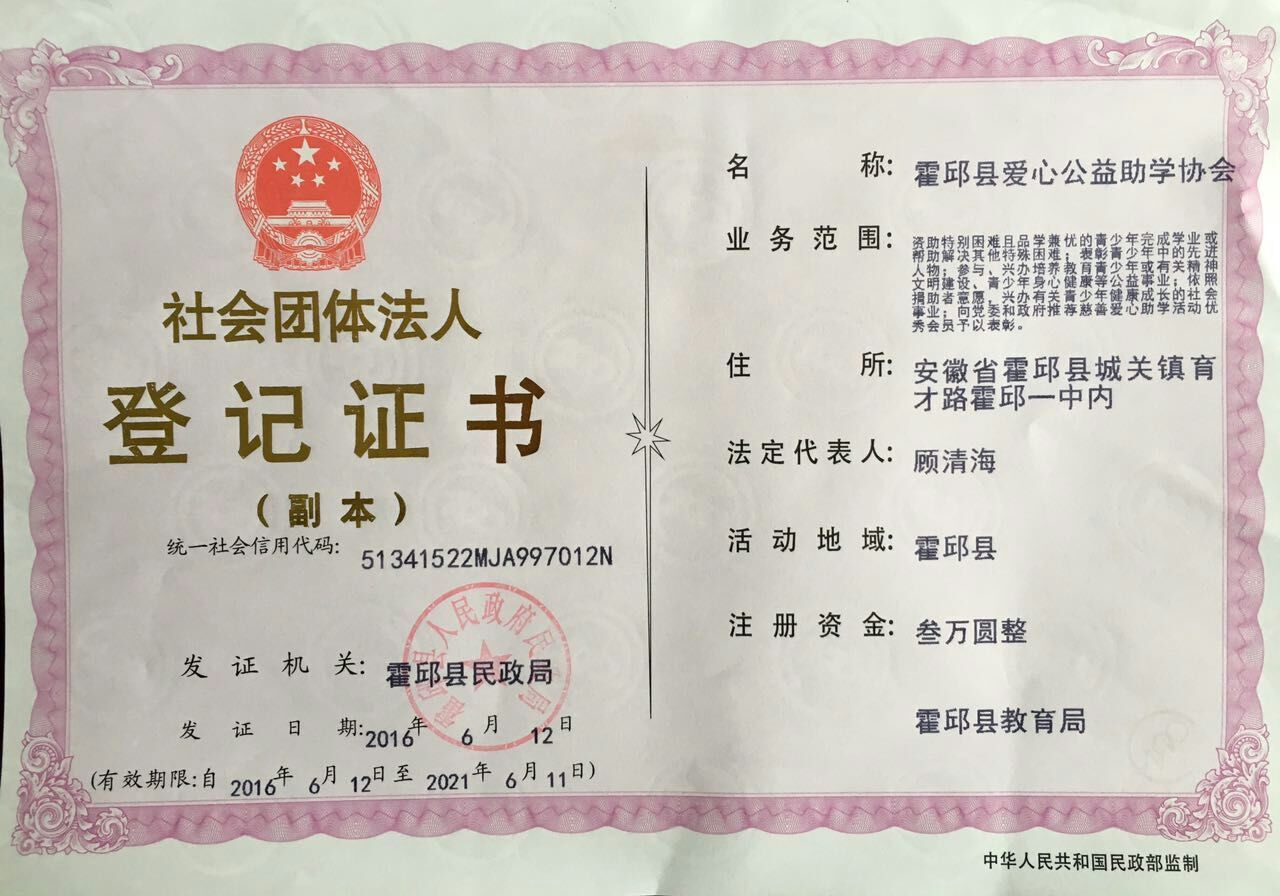 社会团体法人
登记证书
（副本）
统一社会信用代码: 51341522MJA997012N
发证机关: 霍邱县民政局
霍邱县人民政府民政局
发证日期: 2016年6月12日
(有效期限:自2016年6月12日至2021年6月11日)
名称: 霍邱县爱心公益助学协会
业务范围: 资助特别困难且品学兼优的青少年完成学业或
帮助解决其他特殊困难；表彰青少年中的先进
人物；参与、兴办培养教育青少年或有关精神
文明建设、青少年身心健康等公益事业；依照
捐助者意愿，兴办有关青少年健康成长的社会
事业；向党委和政府推荐慈善爱心助学活动优
秀会员予以表彰。
住所: 安徽省霍邱县城关镇育
才路霍邱一中内
法定代表人: 顾清海
活动地域: 霍邱县
注册资金: 叁万圆整
霍邱县教育局
中华人民共和国民政部监制